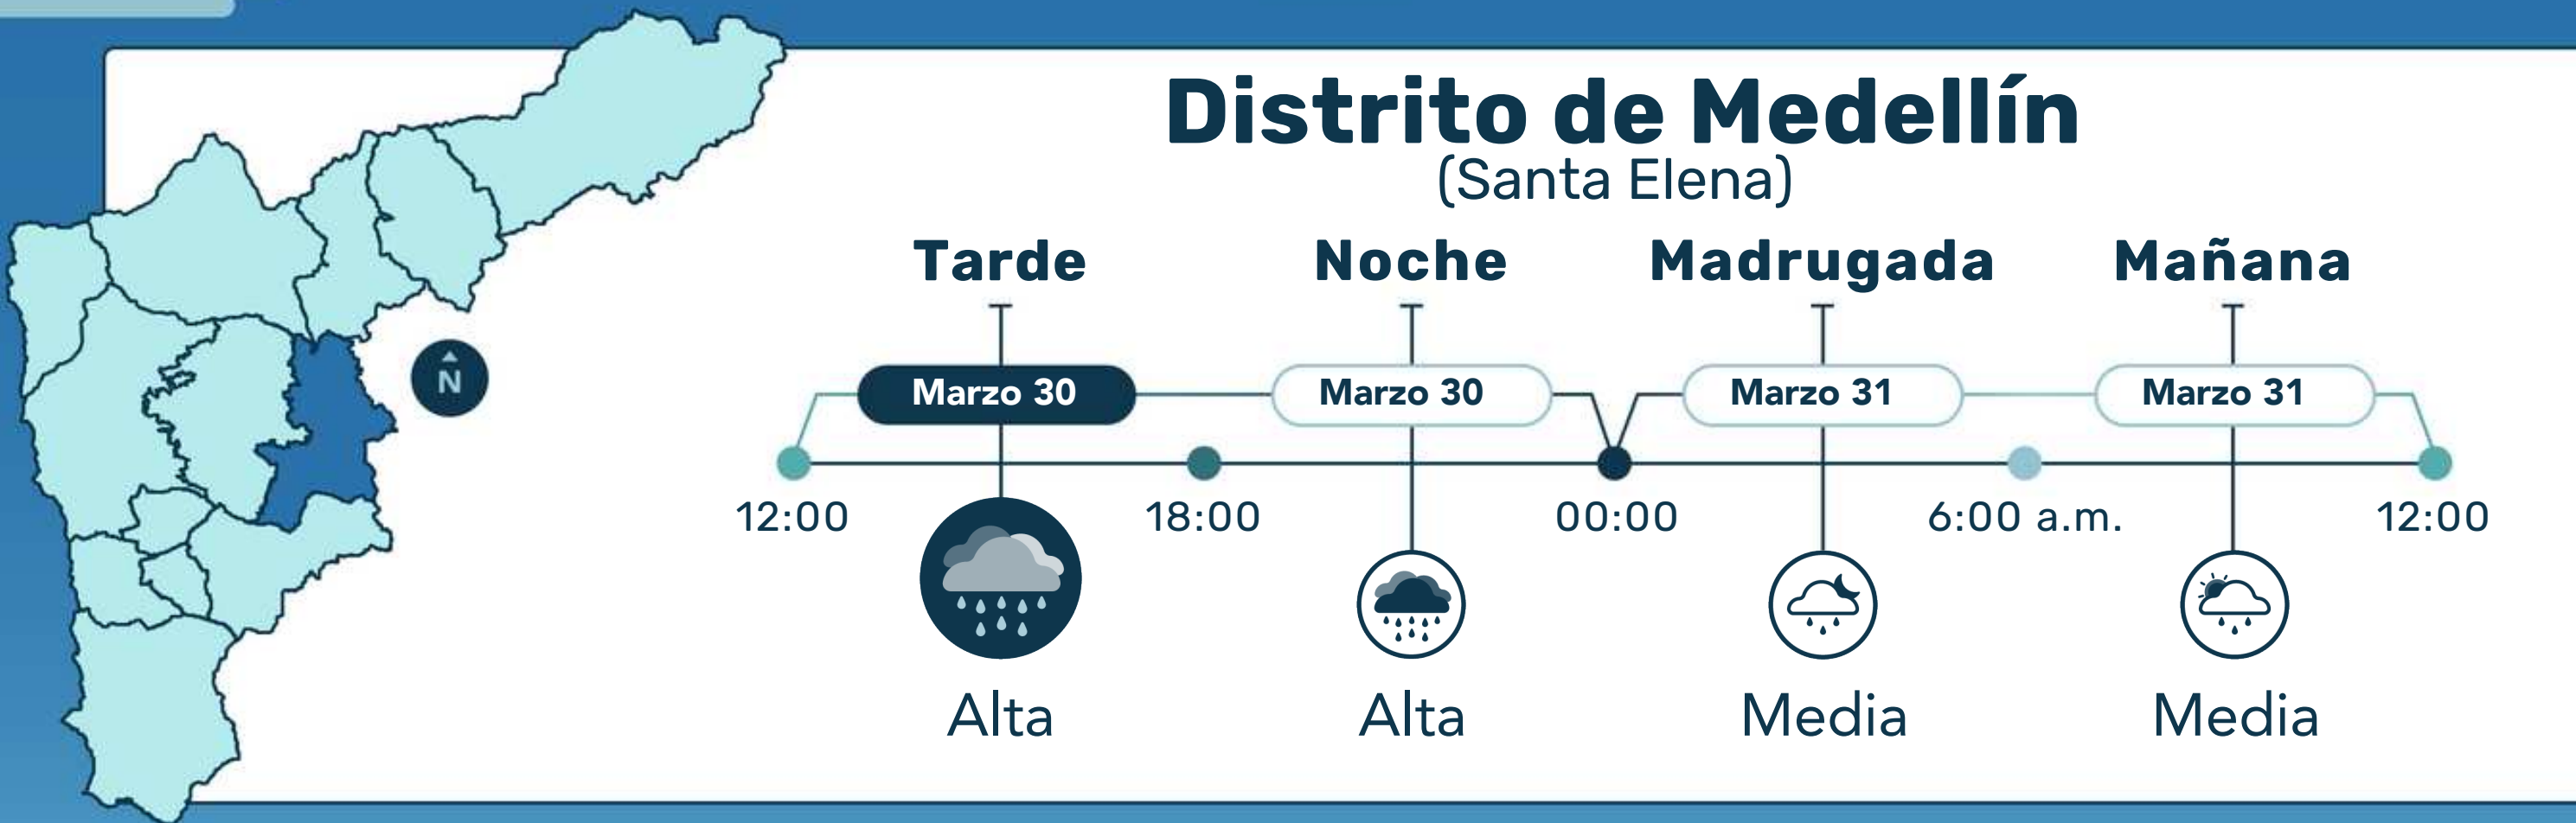 Distrito de Medellín
(Santa Elena)
Tarde Noche Madrugada Mañana
N
Marzo 30 Marzo 30 Marzo 31 Marzo 31
12:00 18:00 00:00 6:00 a.m. 12:00
Alta Alta Media Media